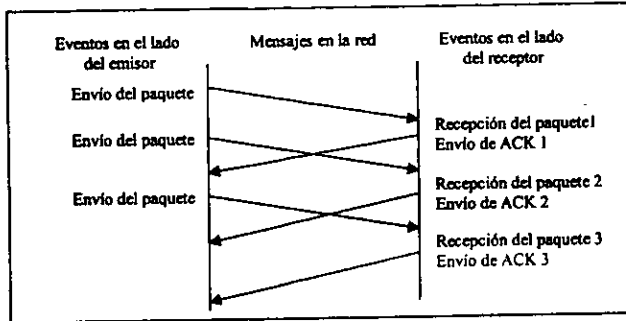 Eventos en el lado
del emisor
Mensajes en la red
Eventos en el lado
del receptor
Envío del paquete
Recepción del paquete1
Envío de ACK 1
Envío del paquete
Recepción del paquete 2
Envío de ACK 2
Envío del paquete
Recepción del paquete 3
Envío de ACK 3